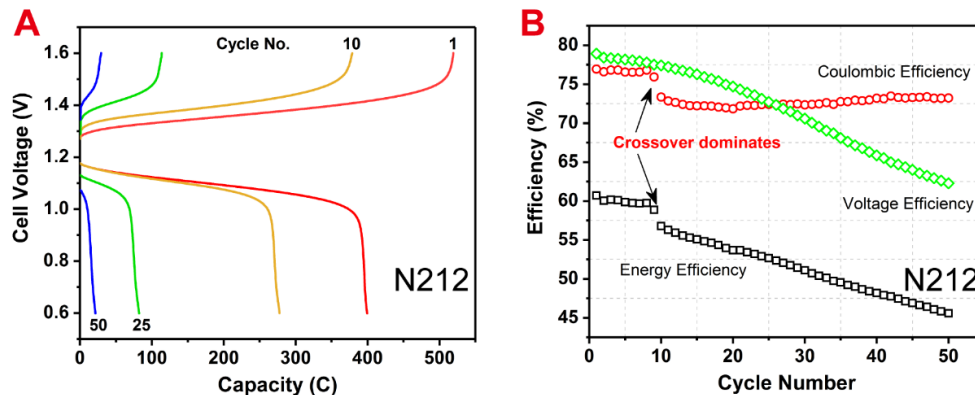 A
Cycle No.
10
1
1.6
1.4
1.2
1.0
0.8
0.6
Cell Voltage (V)
N212
50
25
0
100
200
300
400
500
Capacity (C)
B
80
75
70
65
60
55
50
45
Efficiency (%)
Coulombic Efficiency
Crossover dominates
Voltage Efficiency
Energy Efficiency
N212
0
10
20
30
40
50
Cycle Number